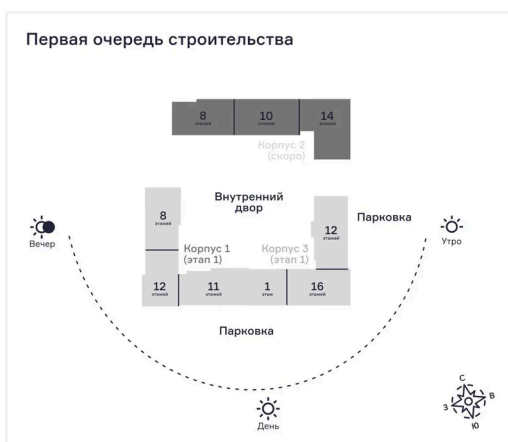 Первая очередь строительства
8
этажей
10
этажей
14
этажей
Корпус 2
(скоро)
8
этажей
Внутренний
двор
12
этажей
Парковка
Вечер
Утро
Корпус 1
(этап 1)
Корпус 3
(этап 1)
12
этажей
11
этажей
1
этаж
16
этажей
Парковка
День
С
В
З
Ю